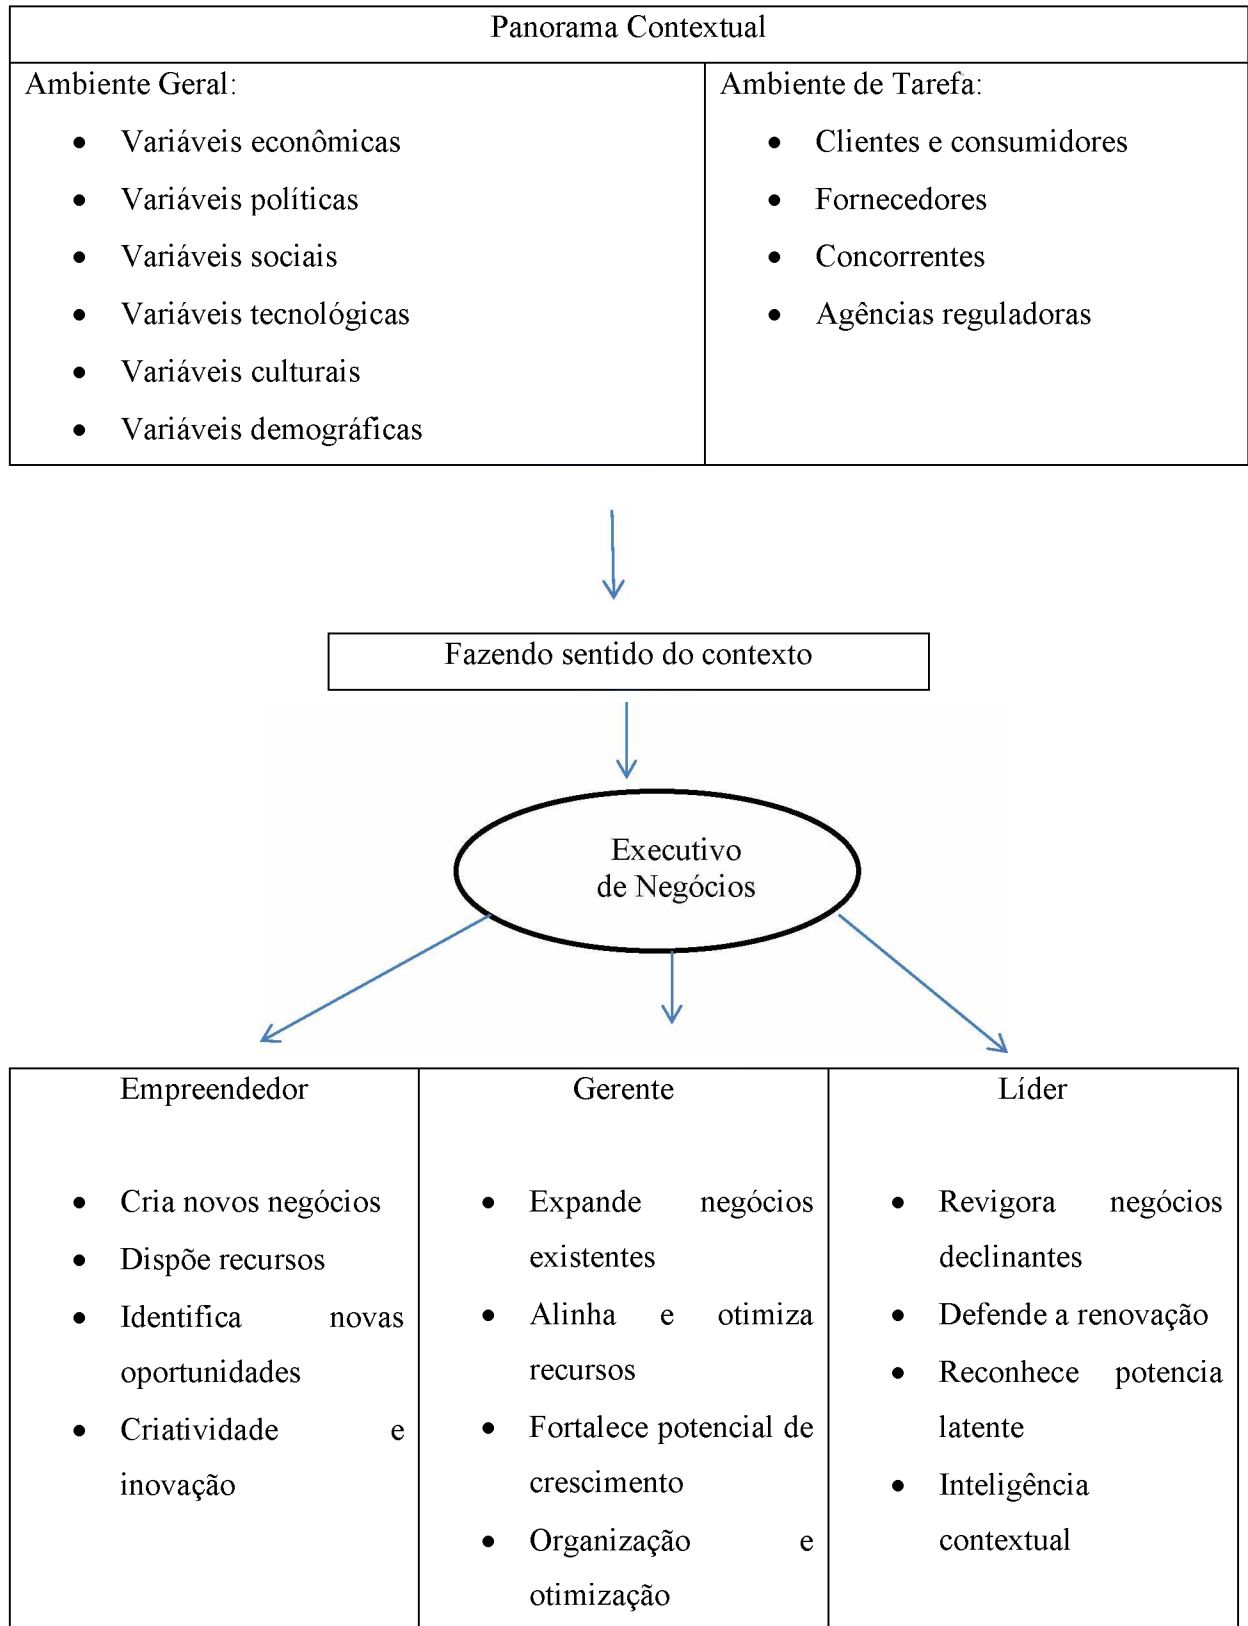 Panorama Contextual
Ambiente Geral:
• Variáveis econômicas
• Variáveis políticas
• Variáveis sociais
• Variáveis tecnológicas
• Variáveis culturais
• Variáveis demográficas
Ambiente de Tarefa:
• Clientes e consumidores
• Fornecedores
• Concorrentes
• Agências reguladoras
Fazendo sentido do contexto
Executivo
de Negócios
Empreendedor
• Cria novos negócios
• Dispõe recursos
• Identifica novas
oportunidades
• Criatividade e
inovação
Gerente
• Expande negócios
existentes
• Alinha e otimiza
recursos
• Fortalece potencial de
crescimento
• Organização e
otimização
Líder
• Revigora negócios
declinantes
• Defende a renovação
• Reconhece potencia
latente
• Inteligência
contextual